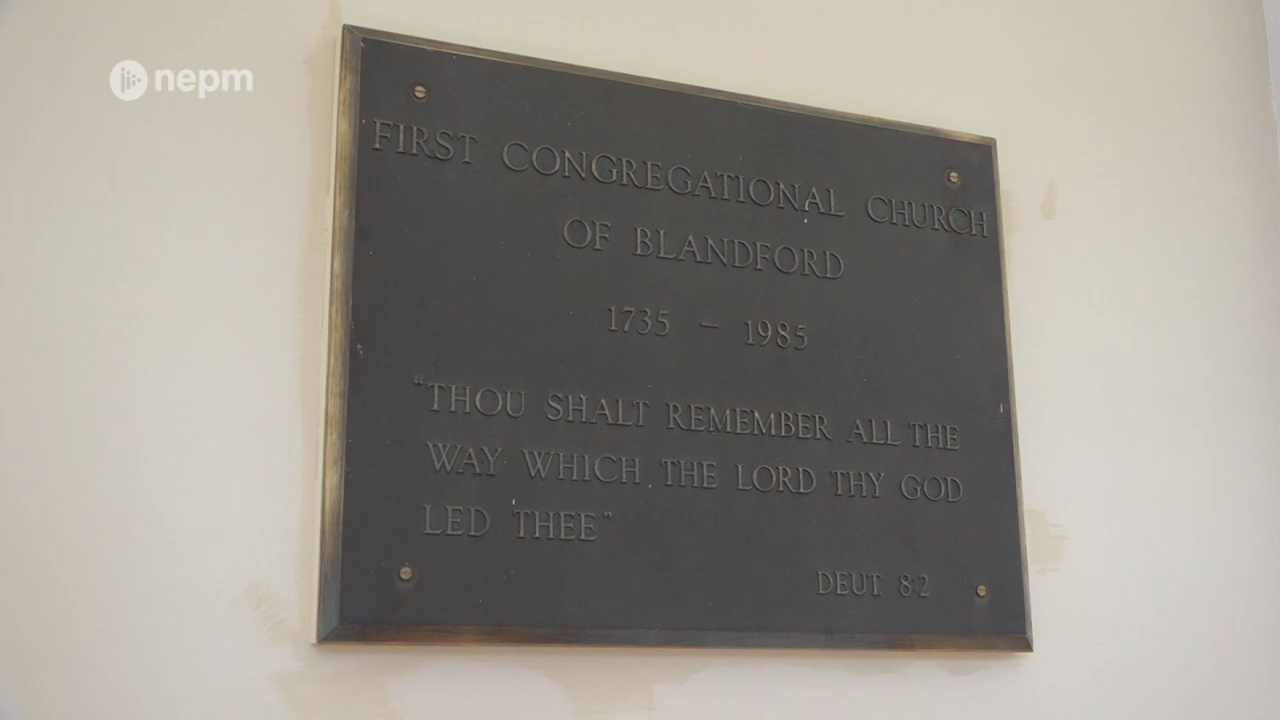 nepm
FIRST CONGREGATIONAL CHURCH
OF BLANDFORD
1735 – 1985
"THOU SHALT REMEMBER ALL THE
WAY WHICH THE LORD THY GOD
LED THEE"
DEUT. 8:2